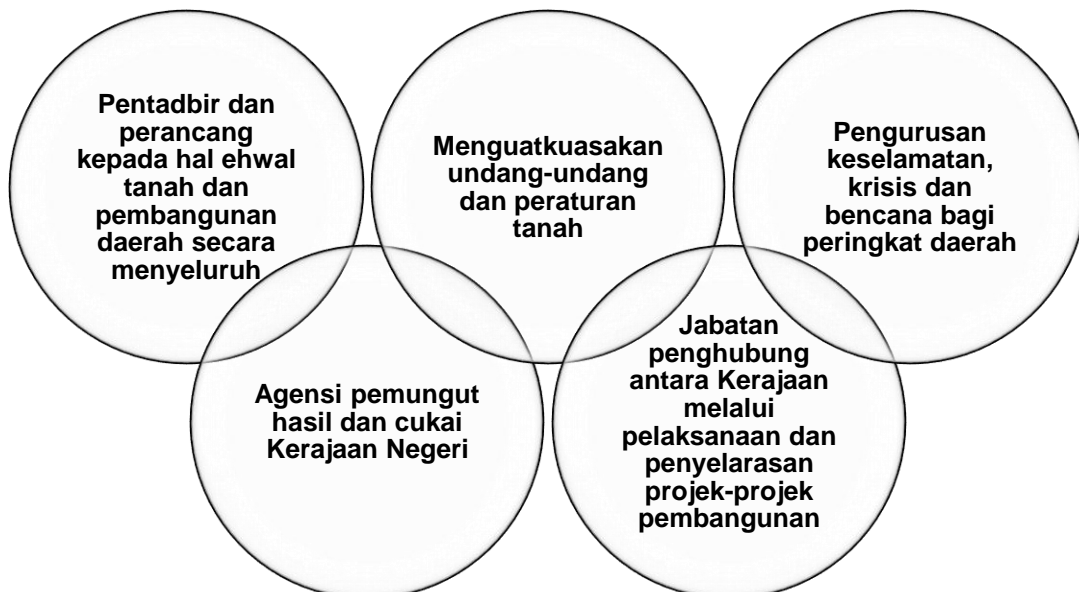 Pentadbir dan
perancang
kepada hal ehwal
tanah dan
pembangunan
daerah secara
menyeluruh
Agensi pemungut
hasil dan cukai
Kerajaan Negeri
Menguatkuasakan
undang-undang
dan peraturan
tanah
Jabatan
penghubung
antara Kerajaan
melalui
pelaksanaan dan
penyelarasan
projek-projek
pembangunan
Pengurusan
keselamatan,
krisis dan
bencana bagi
peringkat daerah